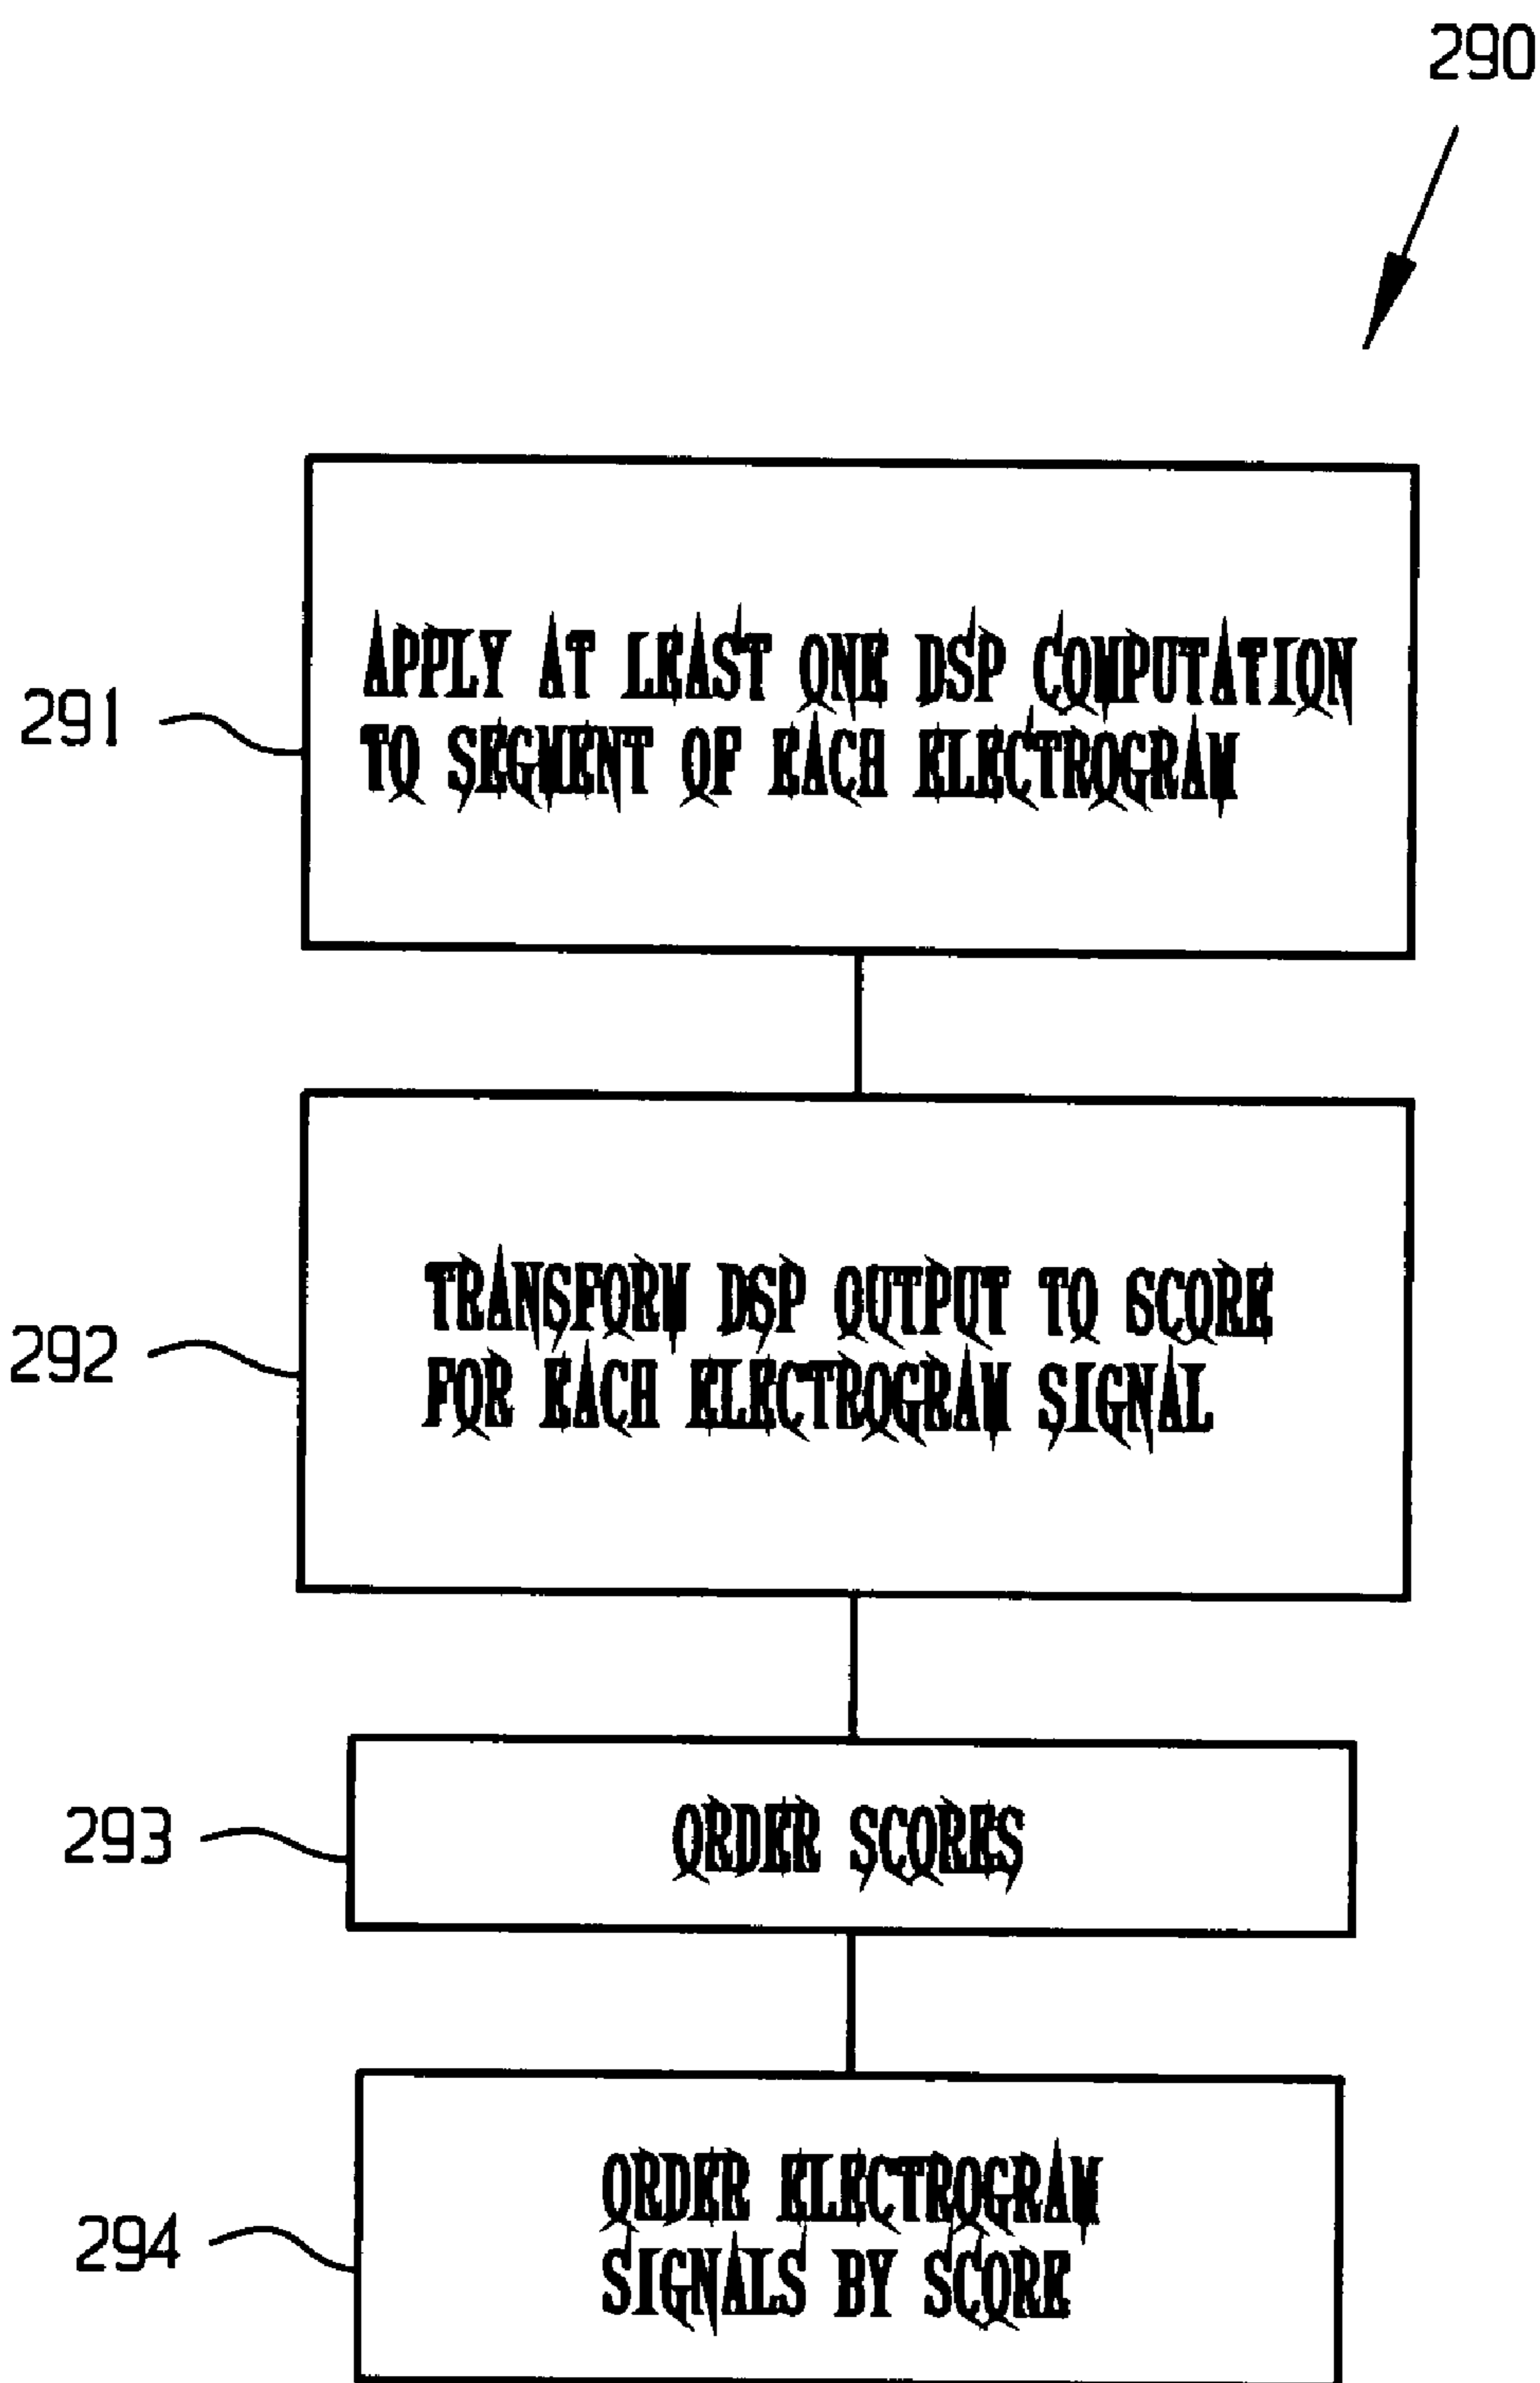 290
291
APPLY AT LEAST ONE DSP COMPUTATION
TO SEGMENT OF EACH ELECTROGRAM
292
TRANSFORM DSP OUTPUT TO SCORE
FOR EACH ELECTROGRAM SIGNAL
293
ORDER SCORES
294
ORDER ELECTROGRAM
SIGNALS BY SCORE